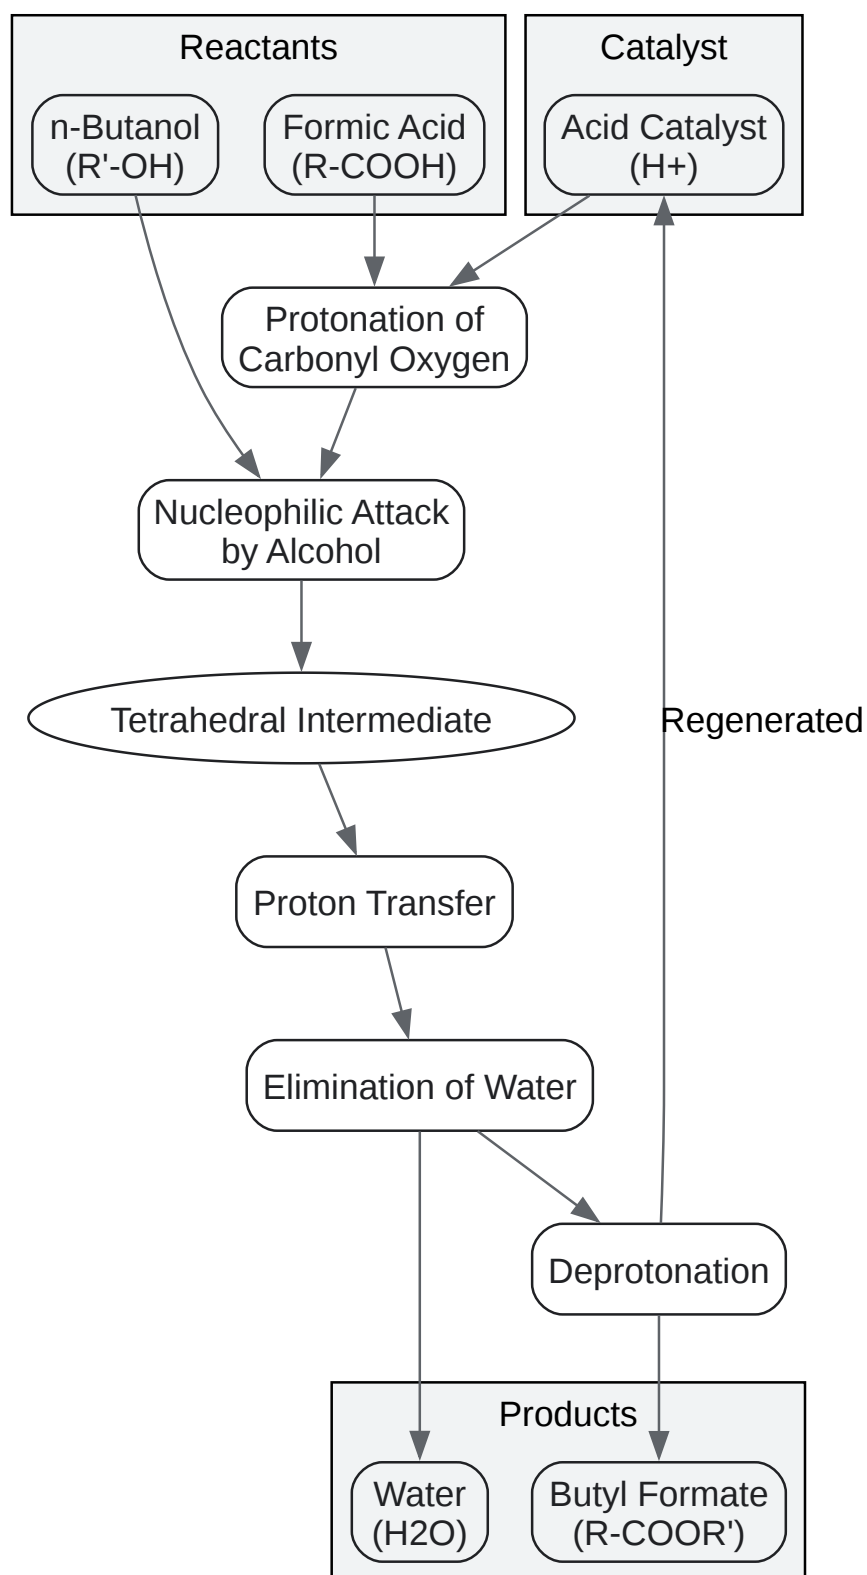 Reactants
Catalyst
n-Butanol
(R'-OH)
Formic Acid
(R-COOH)
Acid Catalyst
(H+)
Protonation of
Carbonyl Oxygen
Nucleophilic Attack
by Alcohol
Tetrahedral Intermediate
Regenerated
Proton Transfer
Elimination of Water
Deprotonation
Products
Water
(H2O)
Butyl Formate
(R-COOR')